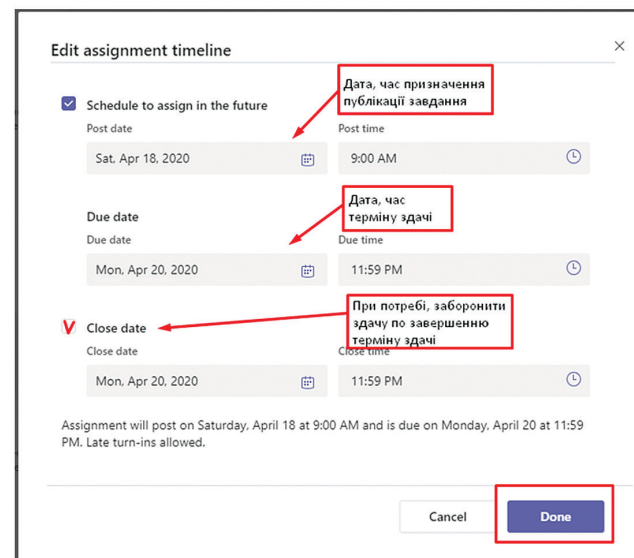 Edit assignment timeline
Дата, час призначення
публікації завдання
Schedule to assign in the future
Post date
Post time
Sat, Apr 18, 2020
9:00 AM
Дата, час
терміну здачі
Due date
Due date
Due time
Mon, Apr 20, 2020
11:59 PM
При потребі, заборонити
здачу по завершенню
терміну здачі
Close date
Close date
Close time
Mon, Apr 20, 2020
11:59 PM
Assignment will post on Saturday, April 18 at 9:00 AM and is due on Monday, April 20 at 11:59
PM. Late turn-ins allowed.
Cancel
Done